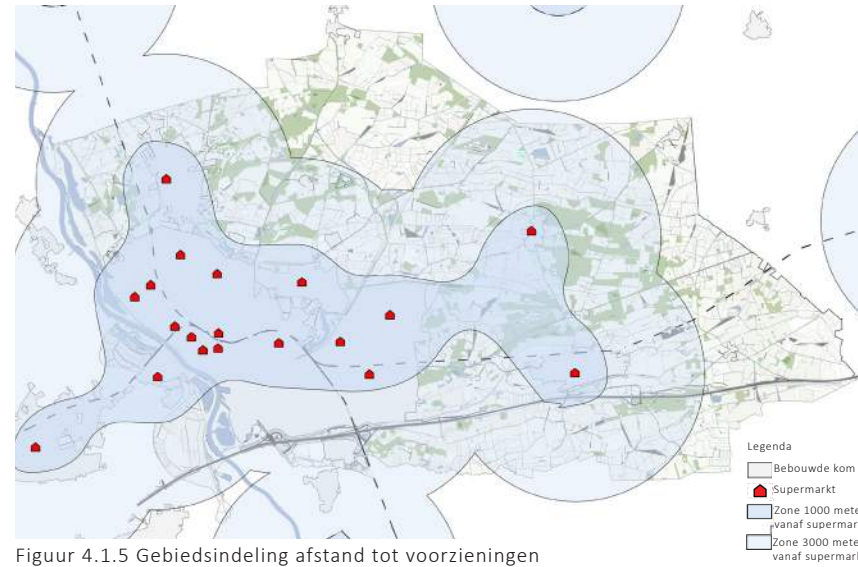 Legenda
Bebouwde kom
Supermarkt
Zone 1000 mete
vanaf supermar
Zone 3000 mete
vanaf supermark
Figuur 4.1.5 Gebiedsindeling afstand tot voorzieningen